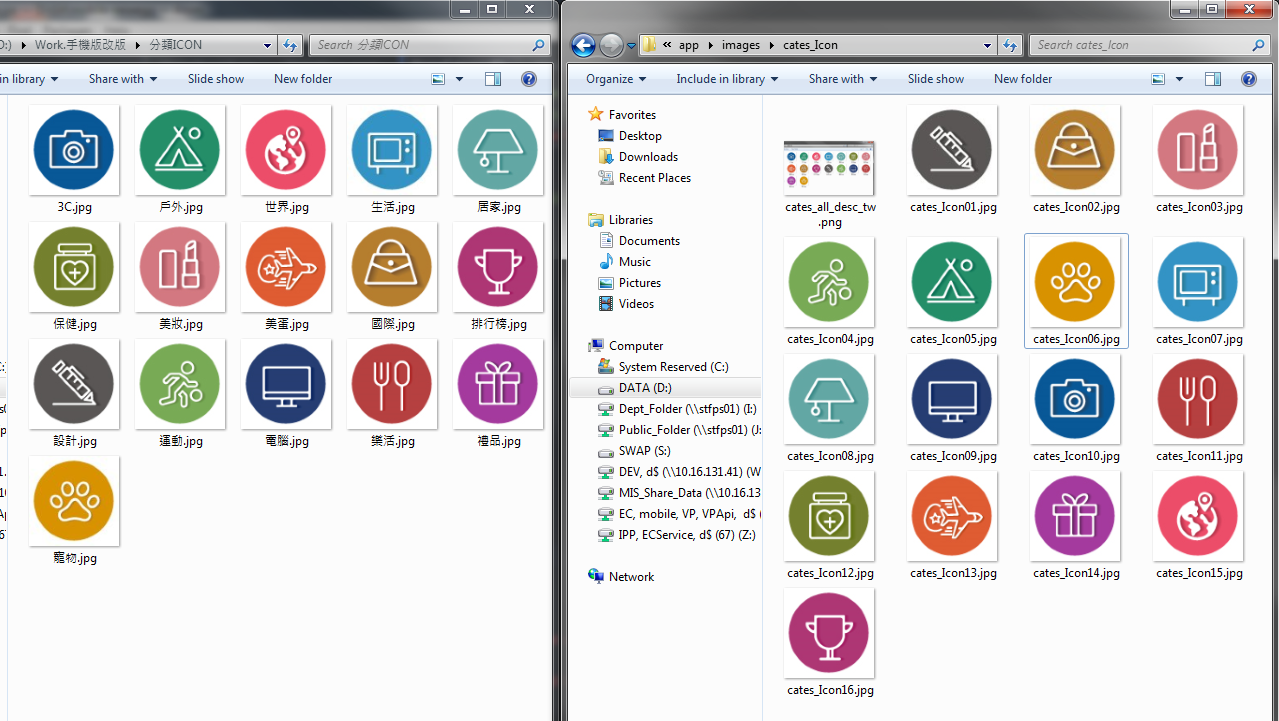 :) ▸ Work.手機版改版 ▸ 分類ICON
Search 分類ICON
in library
Share with
Slide show
New folder
3C.jpg
戶外.jpg
世界.jpg
生活.jpg
居家.jpg
保健.jpg
美妝.jpg
美蛋.jpg
國際.jpg
排行榜.jpg
設計.jpg
運動.jpg
電腦.jpg
樂活.jpg
禮品.jpg
寵物.jpg
« app ▸ images ▸ cates_Icon
Search cates_Icon
Organize
Include in library
Share with
Slide show
New folder
Favorites
Desktop
Downloads
Recent Places
Libraries
Documents
Music
Pictures
Videos
Computer
System Reserved (C:)
DATA (D:)
Dept_Folder (\\stfps01) (I:)
Public_Folder (\\stfps01) (J:
SWAP (S:)
DEV, d$ (\\10.16.131.41) (W
MIS_Share_Data (\\10.16.13
EC, mobile, VP, VPApi,  d$ (
IPP, ECService, d$ (67) (Z:)
Network
cates_all_desc_tw
.png
cates_Icon01.jpg
cates_Icon02.jpg
cates_Icon03.jpg
cates_Icon04.jpg
cates_Icon05.jpg
cates_Icon06.jpg
cates_Icon07.jpg
cates_Icon08.jpg
cates_Icon09.jpg
cates_Icon10.jpg
cates_Icon11.jpg
cates_Icon12.jpg
cates_Icon13.jpg
cates_Icon14.jpg
cates_Icon15.jpg
cates_Icon16.jpg